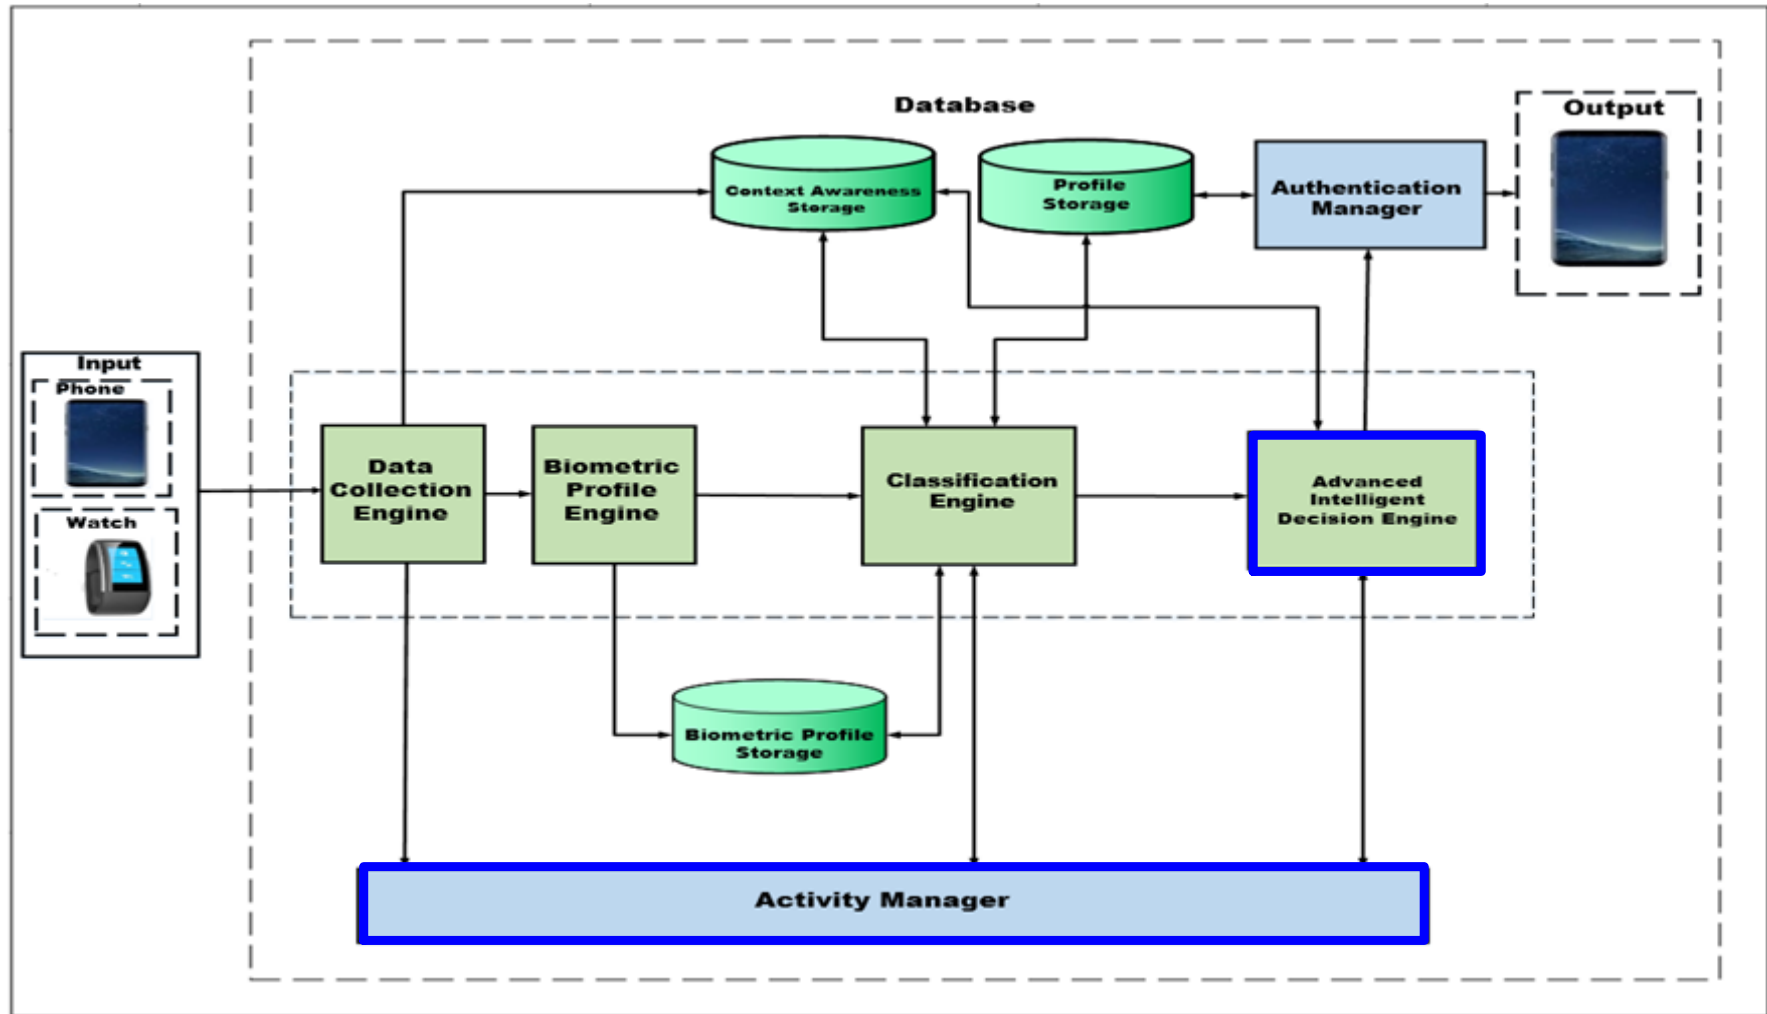 Database
Output
Context Awareness
Storage
Profile
Storage
Authentication
Manager
Input
Phone
Watch
Data
Collection
Engine
Biometric
Profile
Engine
Classification
Engine
Advanced
Intelligent
Decision Engine
Biometric Profile
Storage
Activity Manager